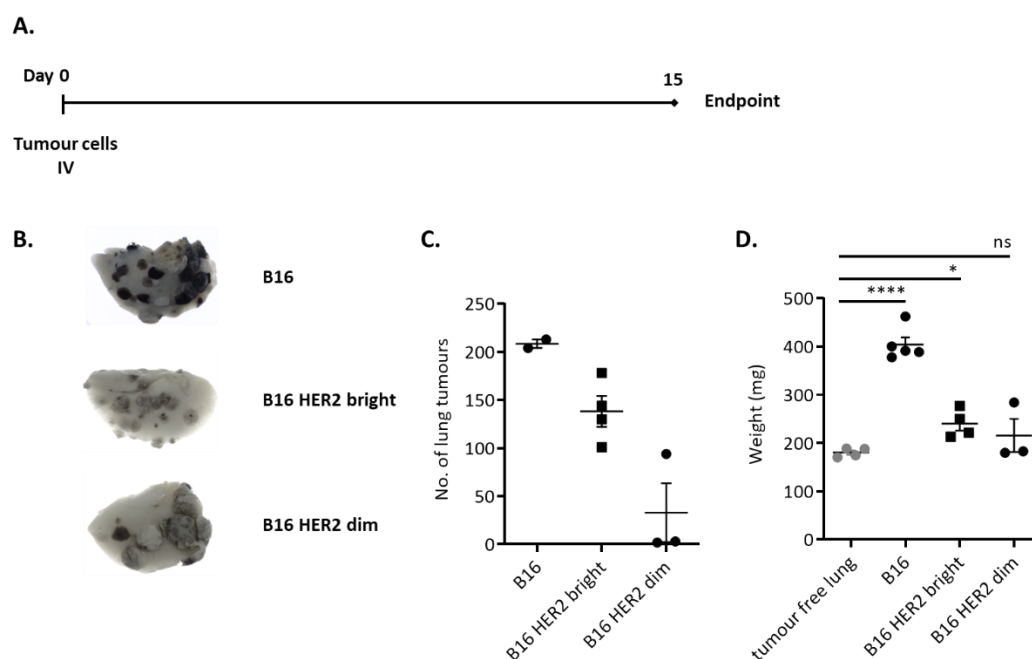 A.
Day 0
15
Endpoint
Tumour cells
IV
B.
B16
B16 HER2 bright
B16 HER2 dim
C.
No. of lung tumours
250
200
150
100
50
0
B16
B16 HER2 bright
B16 HER2 dim
D.
ns
*
****
Weight (mg)
500
400
300
200
100
0
tumour free lung
B16
B16 HER2 bright
B16 HER2 dim